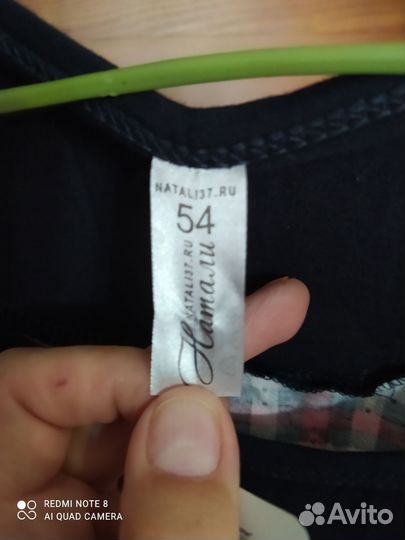 NATALI37.RU
54
NATALI37.RU
Натали
REDMI NOTE 8
AI QUAD CAMERA
Avito